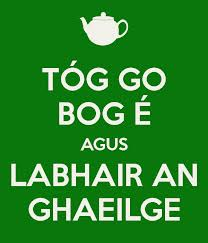 TÓG GO
BOG É
AGUS
LABHAIR AN
GHAEILGE